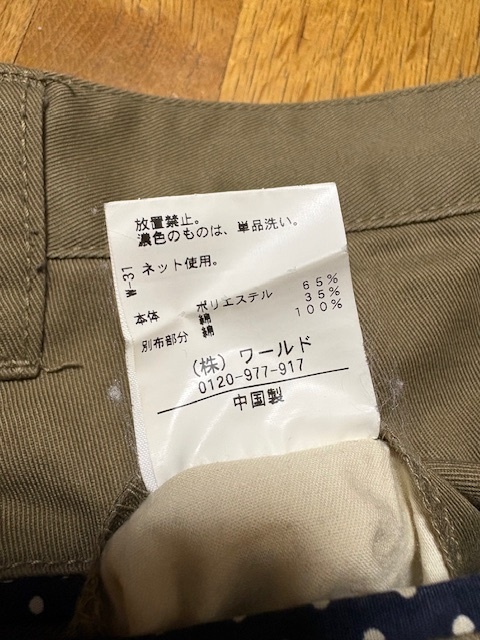 放置禁止。
濃色のものは、単品洗い。
W-31 ネット使用。
本体 ポリエステル 65%
綿 35%
別布部分 綿 100%
(株) ワールド
0120-977-917
中国製